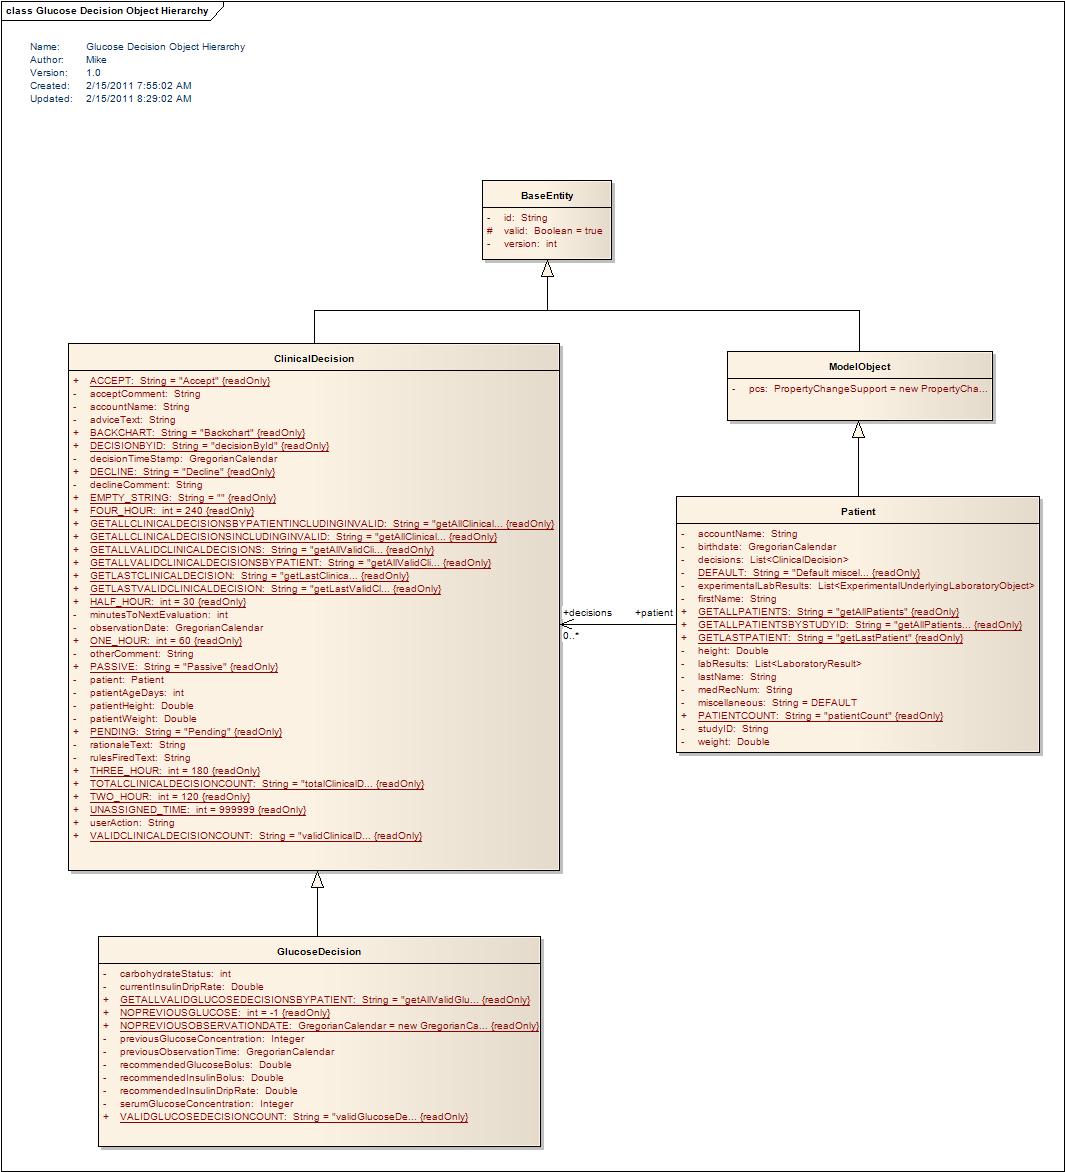 class Glucose Decision Object Hierarchy
Name: Glucose Decision Object Hierarchy
Author: Mike
Version: 1.0
Created: 2/15/2011 7:55:02 AM
Updated: 2/15/2011 8:29:02 AM
BaseEntity
- id: String
# valid: Boolean = true
- version: int
ClinicalDecision
+ ACCEPT: String = "Accept" {readOnly}
- acceptComment: String
- accountName: String
- adviceText: String
+ BACKCHART: String = "Backchart" {readOnly}
+ DECISIONBYID: String = "decisionById" {readOnly}
- decisionTimeStamp: GregorianCalendar
+ DECLINE: String = "Decline" {readOnly}
- declineComment: String
+ EMPTY_STRING: String = "" {readOnly}
+ FOUR_HOUR: int = 240 {readOnly}
+ GETALLCLINICALDECISIONSBYPATIENTINCLUDINGINVALID: String = "getAllClinical... {readOnly}
+ GETALLCLINICALDECISIONSINCLUDINGINVALID: String = "getAllClinical... {readOnly}
+ GETALLVALIDCLINICALDECISIONS: String = "getAllValidCli... {readOnly}
+ GETALLVALIDCLINICALDECISIONSBYPATIENT: String = "getAllValidCli... {readOnly}
+ GETLASTCLINICALDECISION: String = "getLastClinica... {readOnly}
+ GETLASTVALIDCLINICALDECISION: String = "getLastValidCl... {readOnly}
+ HALF_HOUR: int = 30 {readOnly}
- minutesToNextEvaluation: int
- observationDate: GregorianCalendar
+ ONE_HOUR: int = 60 {readOnly}
- otherComment: String
+ PASSIVE: String = "Passive" {readOnly}
- patient: Patient
- patientAgeDays: int
- patientHeight: Double
- patientWeight: Double
+ PENDING: String = "Pending" {readOnly}
- rationaleText: String
- rulesFiredText: String
+ THREE_HOUR: int = 180 {readOnly}
+ TOTALCLINICALDECISIONCOUNT: String = "totalClinicalD... {readOnly}
+ TWO_HOUR: int = 120 {readOnly}
+ UNASSIGNED_TIME: int = 999999 {readOnly}
- userAction: String
+ VALIDCLINICALDECISIONCOUNT: String = "validClinicalD... {readOnly}
ModelObject
- pcs: PropertyChangeSupport = new PropertyCha...
Patient
- accountName: String
- birthdate: GregorianCalendar
- decisions: List<ClinicalDecision>
- DEFAULT: String = "Default miscel... {readOnly}
- experimentalLabResults: List<ExperimentalUnderlyingLaboratoryObject>
- firstName: String
+ GETALLPATIENTS: String = "getAllPatients" {readOnly}
+ GETALLPATIENTSBYSTUDYID: String = "getAllPatients... {readOnly}
+ GETLASTPATIENT: String = "getLastPatient" {readOnly}
- height: Double
- labResults: List<LaboratoryResult>
- lastName: String
- medRecNum: String
- miscellaneous: String = DEFAULT
+ PATIENTCOUNT: String = "patientCount" {readOnly}
- studyID: String
- weight: Double
+decisions +patient
0..*
GlucoseDecision
- carbohydrateStatus: int
- currentInsulinDripRate: Double
+ GETALLVALIDGLUCOSEDECISIONSBYPATIENT: String = "getAllValidGlu... {readOnly}
+ NOPREVIOUSGLUCOSE: int = -1 {readOnly}
+ NOPREVIOUSOBSERVATIONDATE: GregorianCalendar = new GregorianCa... {readOnly}
- previousGlucoseConcentration: Integer
- previousObservationTime: GregorianCalendar
- recommendedGlucoseBolus: Double
- recommendedInsulinBolus: Double
- recommendedInsulinDripRate: Double
- serumGlucoseConcentration: Integer
+ VALIDGLUCOSEDECISIONCOUNT: String = "validGlucoseDe... {readOnly}